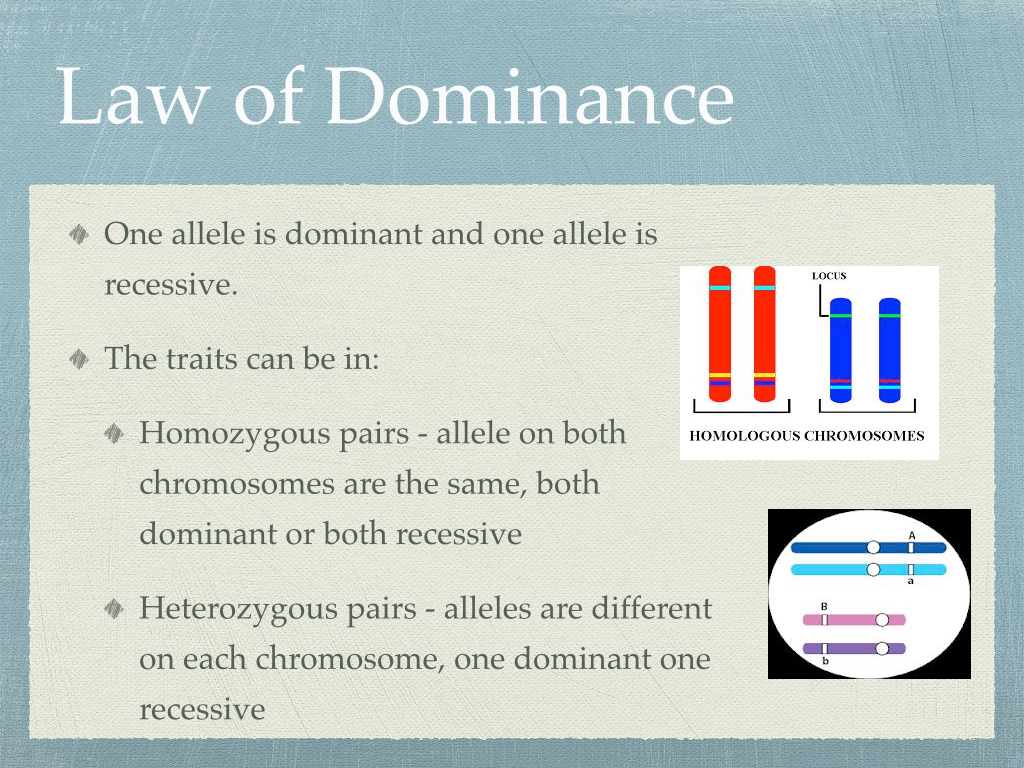 Law of Dominance
One allele is dominant and one allele is
recessive.
The traits can be in:
Homozygous pairs - allele on both
chromosomes are the same, both
dominant or both recessive
Heterozygous pairs - alleles are different
on each chromosome, one dominant one
recessive
LOCUS
HOMOLOGOUS CHROMOSOMES
A
a
B
b